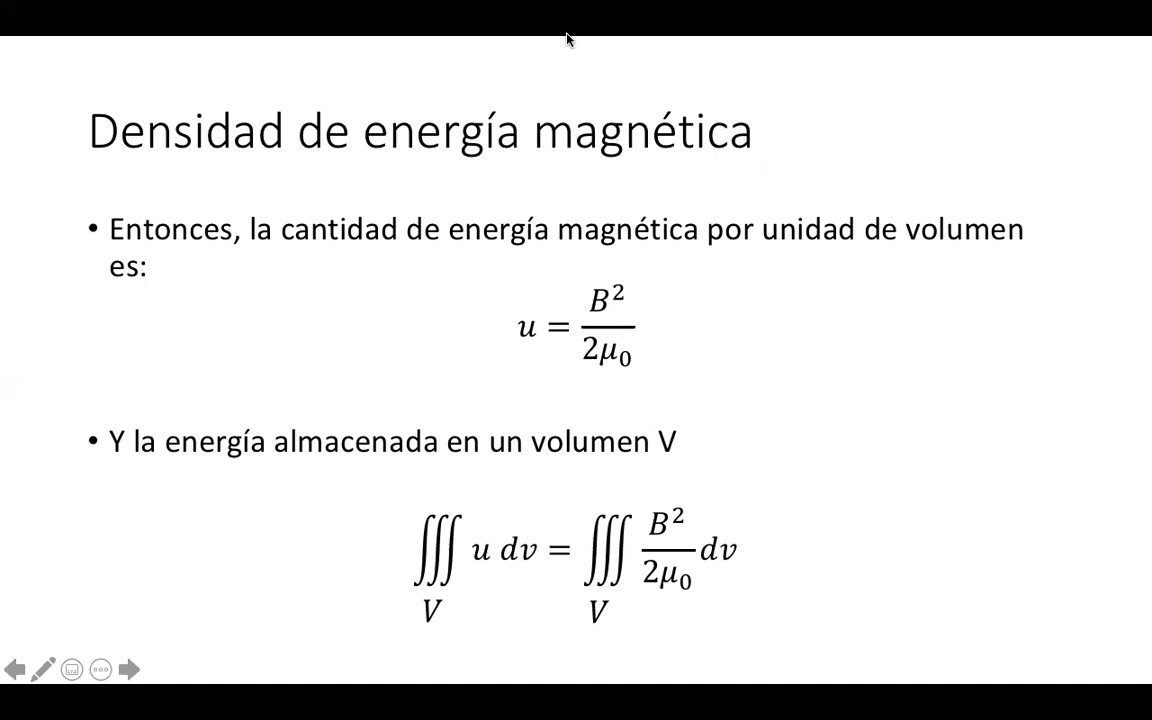 Densidad de energía magnética
• Entonces, la cantidad de energía magnética por unidad de volumen
es:
u = B²/2μ₀
• Y la energía almacenada en un volumen V
∭_V u dv = ∭_V B²/2μ₀ dv